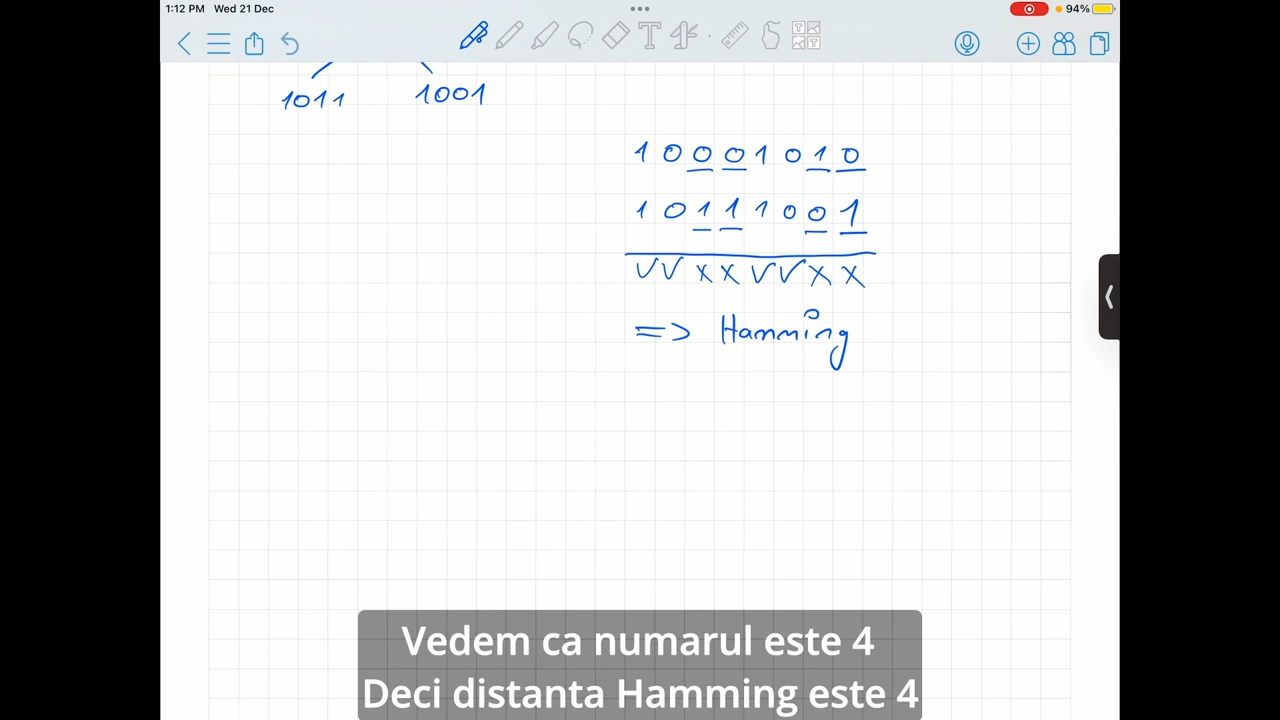 1:12 PM Wed 21 Dec
94%
1011 1001
1 0 0 0 1 0 1 0
1 0 1 1 1 0 0 1
V V X X V V X X
=> Hamming
Vedem ca numarul este 4
Deci distanta Hamming este 4